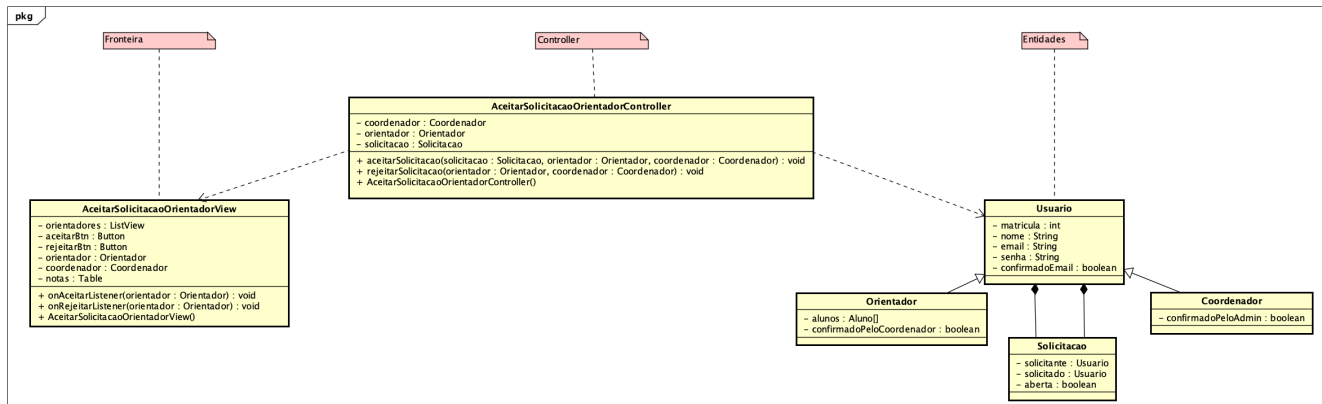 pkg
Fronteira
Controller
Entidades
AceitarSolicitacaoOrientadorController
- coordenador : Coordenador
- orientador : Orientador
- solicitacao : Solicitacao
+ aceitarSolicitacao(solicitacao : Solicitacao, orientador : Orientador, coordenador : Coordenador) : void
+ rejeitarSolicitacao(orientador : Orientador, coordenador : Coordenador) : void
+ AceitarSolicitacaoOrientadorController()
AceitarSolicitacaoOrientadorView
- orientadores : ListView
- aceitarBtn : Button
- rejeitarBtn : Button
- orientador : Orientador
- coordenador : Coordenador
- notas : Table
+ onAceitarListener(orientador : Orientador) : void
+ onRejeitarListener(orientador : Orientador) : void
+ AceitarSolicitacaoOrientadorView()
Usuario
- matricula : int
- nome : String
- email : String
- senha : String
- confirmadoEmail : boolean
Orientador
- alunos : Aluno[]
- confirmadoPeloCoordenador : boolean
Coordenador
- confirmadoPeloAdmin : boolean
Solicitacao
- solicitante : Usuario
- solicitado : Usuario
- aberta : boolean